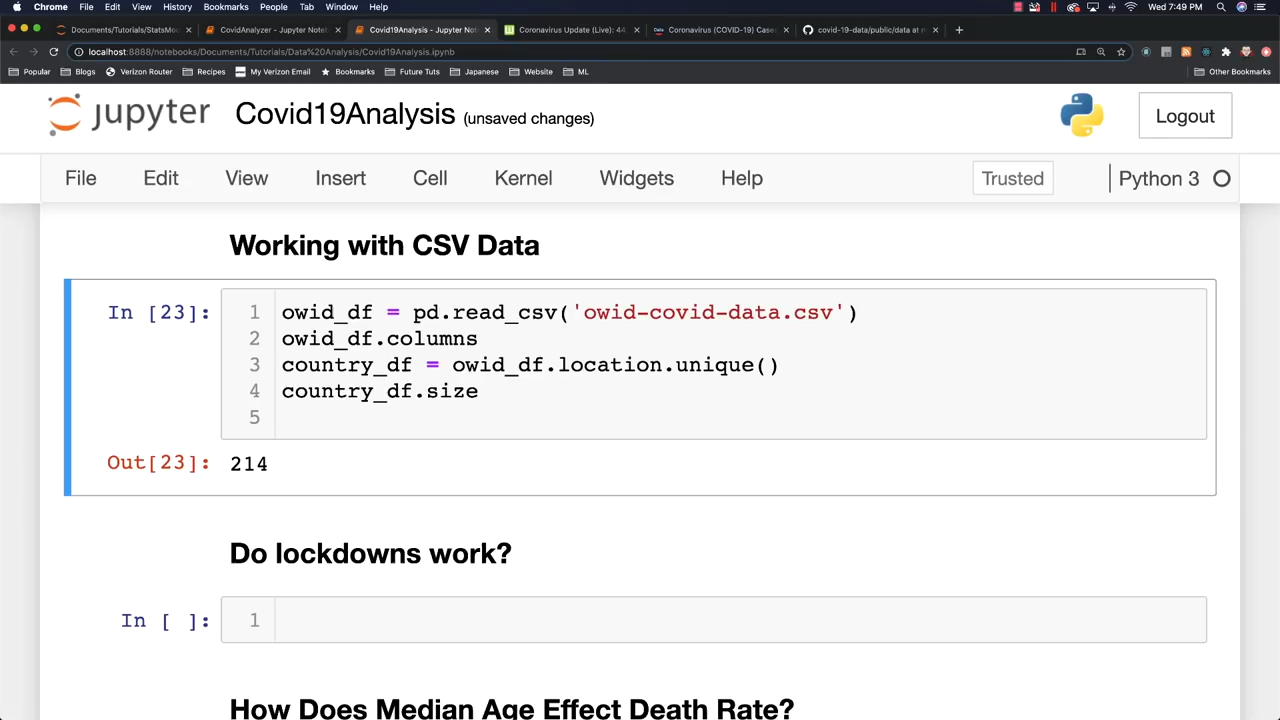 Chrome File Edit View History Bookmarks People Tab Window Help Wed 7:49 PM
Documents/Tutorials/StatsMod CovidAnalyzer - Jupyter Noteb CovidAnalysis - Jupyter Not Coronavirus Update (Live): 44, Coronavirus (COVID-19) Case covid-19-data/public/data at m
localhost:8888/notebooks/Documents/Tutorials/Data%20Analysis/Covid19Analysis.ipynb
Popular Blogs Verizon Router Recipes My Verizon Email Bookmarks Future Tuts Japanese Website ML Other Bookmarks
jupyter Covid19Analysis (unsaved changes) Logout
File Edit View Insert Cell Kernel Widgets Help Trusted Python 3
Working with CSV Data
In [23]: 1 owid_df = pd.read_csv('owid-covid-data.csv')
2 owid_df.columns
3 country_df = owid_df.location.unique()
4 country_df.size
5
Out[23]: 214
Do lockdowns work?
In [ ]: 1
How Does Median Age Effect Death Rate?